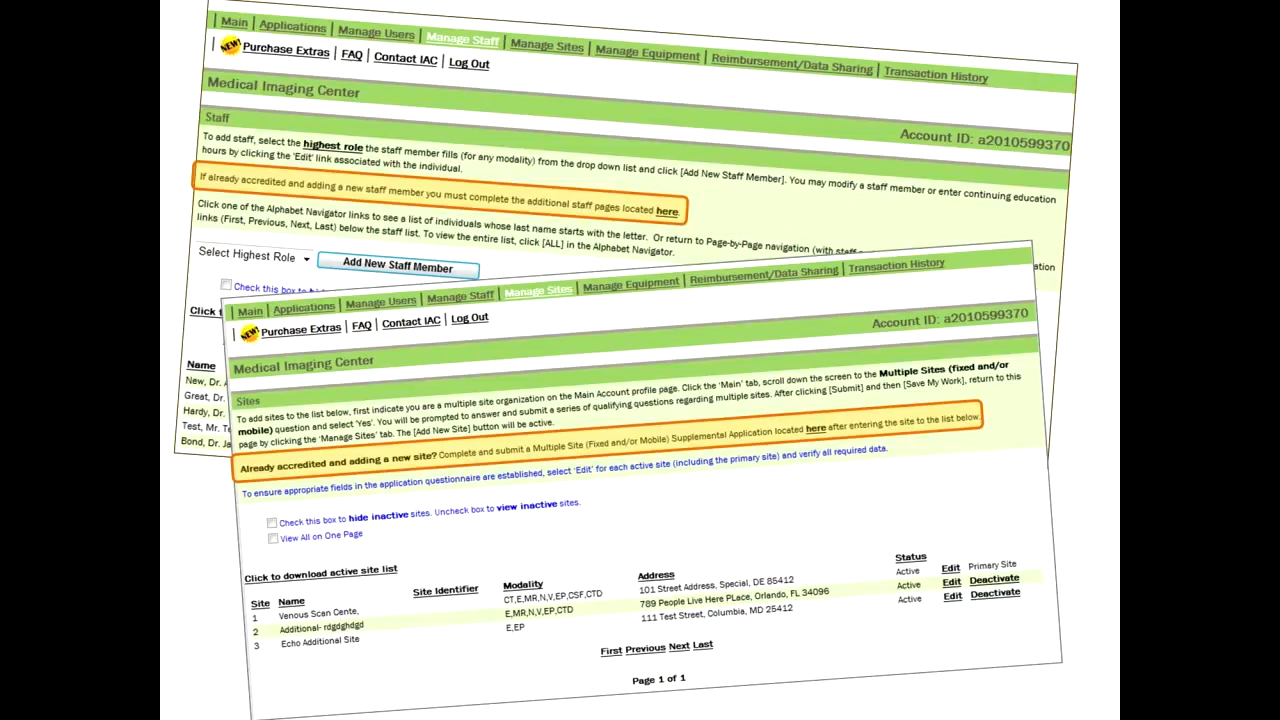 Main Applications Manage Users Manage Staff Manage Sites Manage Equipment Reimbursement/Data Sharing Transaction History
NEW! Purchase Extras FAQ Contact IAC Log Out
Medical Imaging Center
Account ID: a2010599370
Staff
To add staff, select the highest role the staff member fills (for any modality) from the drop down list and click [Add New Staff Member]. You may modify a staff member or enter continuing education
hours by clicking the 'Edit' link associated with the individual.
If already accredited and adding a new staff member you must complete the additional staff pages located here.
Click one of the Alphabet Navigator links to see a list of individuals whose last name starts with the letter. Or return to Page-by-Page navigation (with
links (First, Previous, Next, Last) below the staff list. To view the entire list, click [ALL] in the Alphabet Navigator.
Select Highest Role Add New Staff Member
Check this box to
Click
Name
New, Dr.
Great, Dr.
Hardy, Dr.
Test, Mr.
Bond, Dr.
Main Applications Manage Users Manage Staff Manage Sites Manage Equipment Reimbursement/Data Sharing Transaction History
NEW! Purchase Extras FAQ Contact IAC Log Out
Account ID: a2010599370
Medical Imaging Center
Sites
To add sites to the list below, first indicate you are a multiple site organization on the Main Account profile page. Click the 'Main' tab, scroll down the screen to the Multiple Sites (fixed and/or
mobile) question and select 'Yes'. You will be prompted to answer and submit a series of qualifying questions regarding multiple sites. After clicking [Submit] and then [Save My Work], return to this
page by clicking the 'Manage Sites' tab. The [Add New Site] button will be active.
Already accredited and adding a new site? Complete and submit a Multiple Site (Fixed and/or Mobile) Supplemental Application located here after entering the site to the list below.
To ensure appropriate fields in the application questionnaire are established, select 'Edit' for each active site (including the primary site) and verify all required data.
Check this box to hide inactive sites. Uncheck box to view inactive sites.
View All on One Page
Click to download active site list
Site Name Site Identifier Modality Address Status
1 Venous Scan Cente, CT,E,MR,N,V,EP,CSF,CTD 101 Street Address, Special, DE 85412 Active Edit Primary Site
2 Additional- rdgdghdgd E,MR,N,V,EP,CTD 789 People Live Here PLace, Orlando, FL 34096 Active Edit Deactivate
3 Echo Additional Site E,EP 111 Test Street, Columbia, MD 25412 Active Edit Deactivate
First Previous Next Last
Page 1 of 1